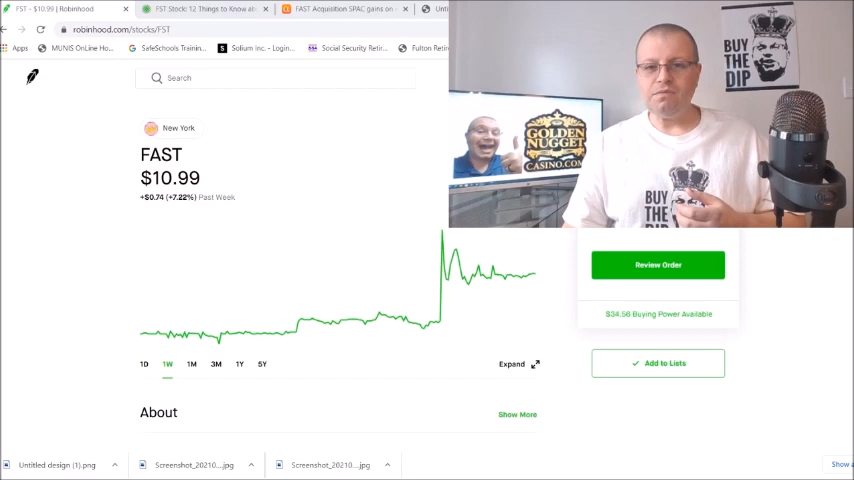 FST - $10.99 | Robinhood
FST Stock: 12 Things to Know ab
FAST Acquisition SPAC gains on
Unti
robinhood.com/stocks/FST
Apps
MUNIS OnLine Ho...
SafeSchools Training...
Solium Inc. - Login...
Social Security Retir...
Fulton Retire
Search
BUY
THE
DIP
New York
FAST
$10.99
+$0.74 (+7.22%) Past Week
GOLDEN
NUGGET
CASINO.COM
BUY
THE
DIP
Review Order
$34.56 Buying Power Available
1D
1W
1M
3M
1Y
5Y
Expand
Add to Lists
About
Show More
Untitled design (1).png
Screenshot_20210....jpg
Screenshot_20210....jpg
Show a